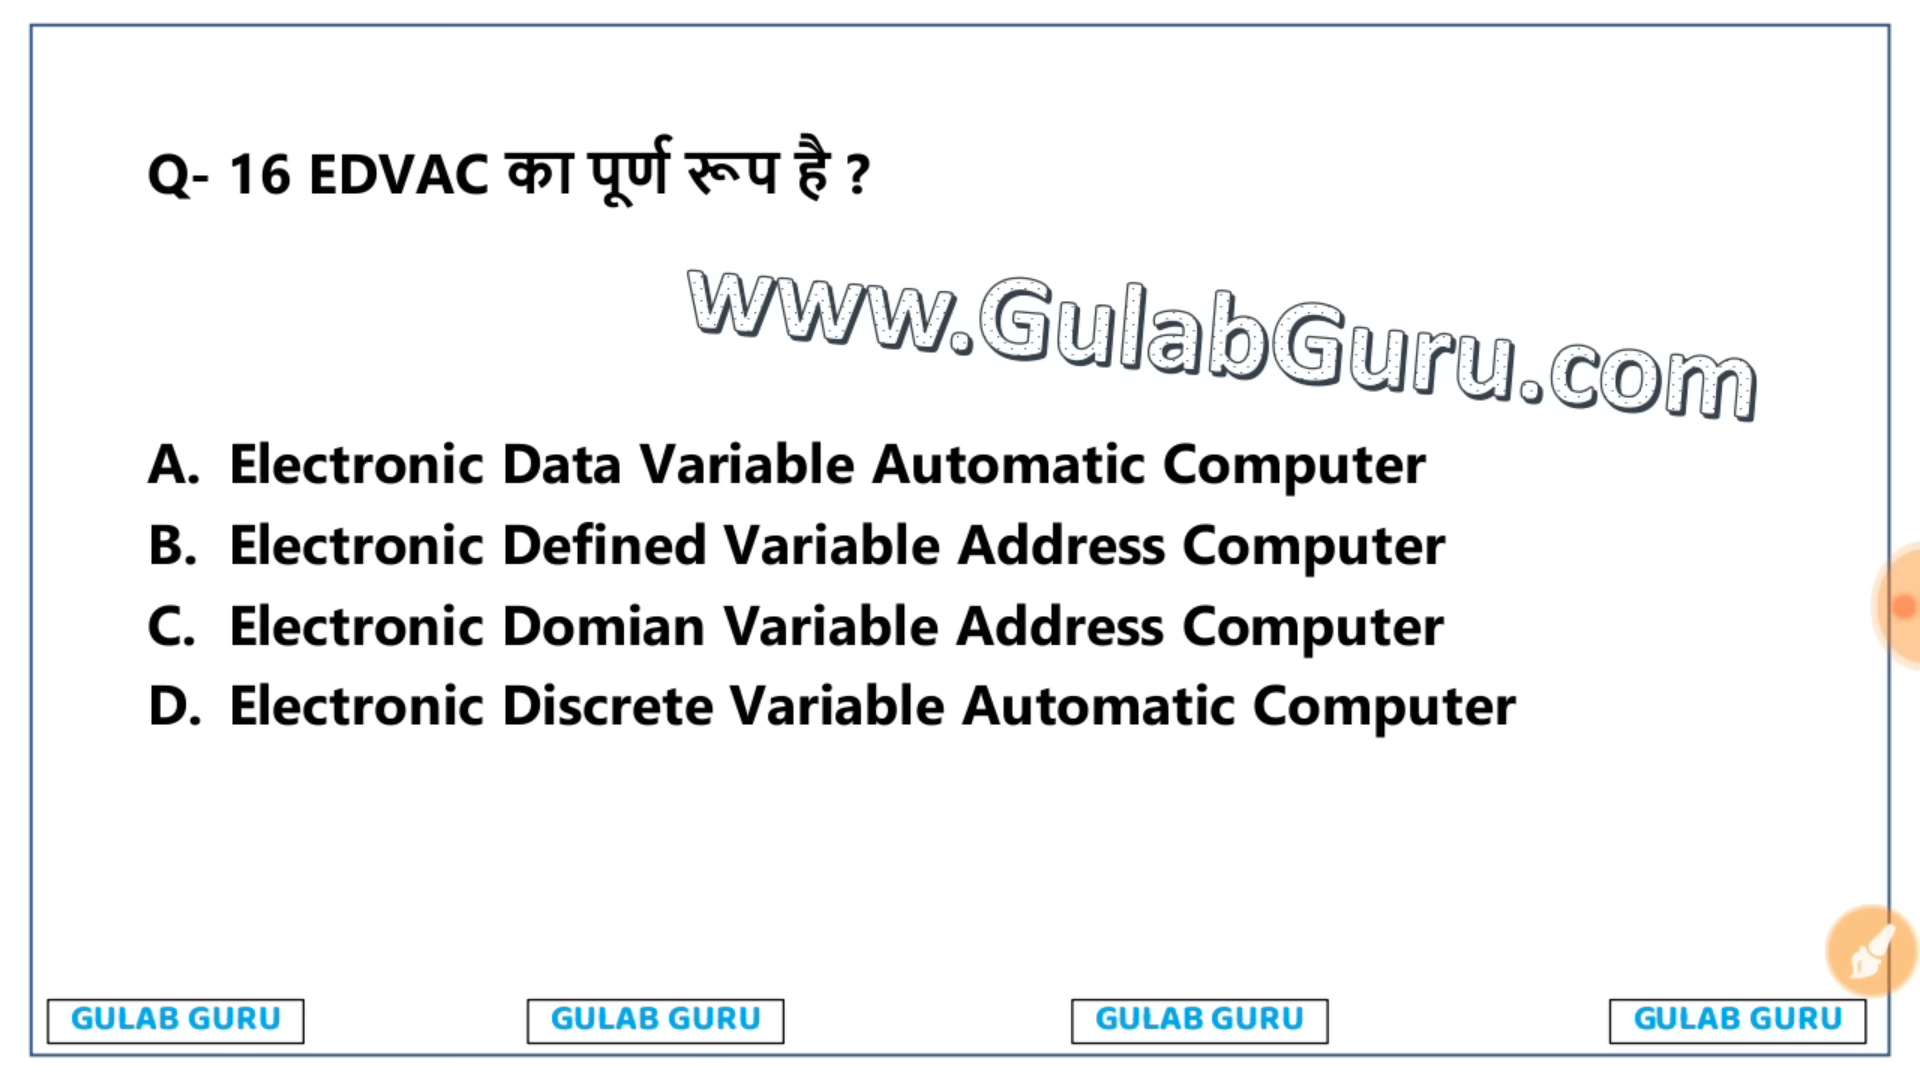 Q- 16 EDVAC का पूर्ण रूप है ?
www.GulabGuru.com
A. Electronic Data Variable Automatic Computer
B. Electronic Defined Variable Address Computer
C. Electronic Domian Variable Address Computer
D. Electronic Discrete Variable Automatic Computer
GULAB GURU GULAB GURU GULAB GURU GULAB GURU